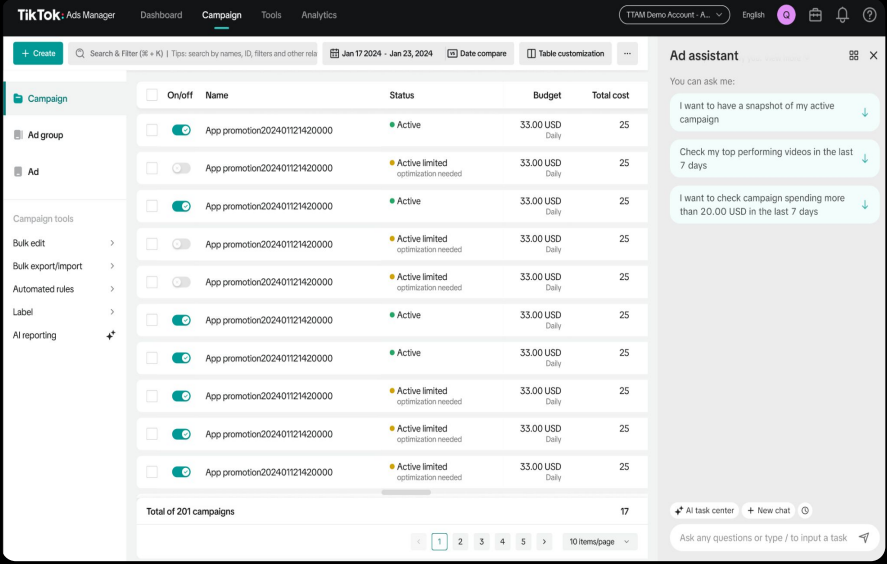 TikTok: Ads Manager
Dashboard
Campaign
Tools
Analytics
TTAM Demo Account - A...
English
Q
+ Create
Search & Filter (⌘ + K) | Tips: search by names, ID, filters and other rela
Jan 17 2024 - Jan 23, 2024
VS Date compare
Table customization
...
Campaign
Ad group
Ad
Campaign tools
Bulk edit
Bulk export/import
Automated rules
Label
AI reporting
On/off Name Status Budget Total cost
App promotion202401121420000 Active 33.00 USD 25
Daily
App promotion202401121420000 Active limited 33.00 USD 25
optimization needed Daily
App promotion202401121420000 Active 33.00 USD 25
Daily
App promotion202401121420000 Active limited 33.00 USD 25
optimization needed Daily
App promotion202401121420000 Active limited 33.00 USD 25
optimization needed Daily
App promotion202401121420000 Active 33.00 USD 25
Daily
App promotion202401121420000 Active 33.00 USD 25
Daily
App promotion202401121420000 Active limited 33.00 USD 25
optimization needed Daily
App promotion202401121420000 Active limited 33.00 USD 25
optimization needed Daily
App promotion202401121420000 Active limited 33.00 USD 25
optimization needed Daily
Total of 201 campaigns 17
< 1 2 3 4 5 > 10 items/page
Ad assistant
You can ask me:
I want to have a snapshot of my active
campaign
Check my top performing videos in the last
7 days
I want to check campaign spending more
than 20.00 USD in the last 7 days
AI task center
+ New chat
Ask any questions or type / to input a task